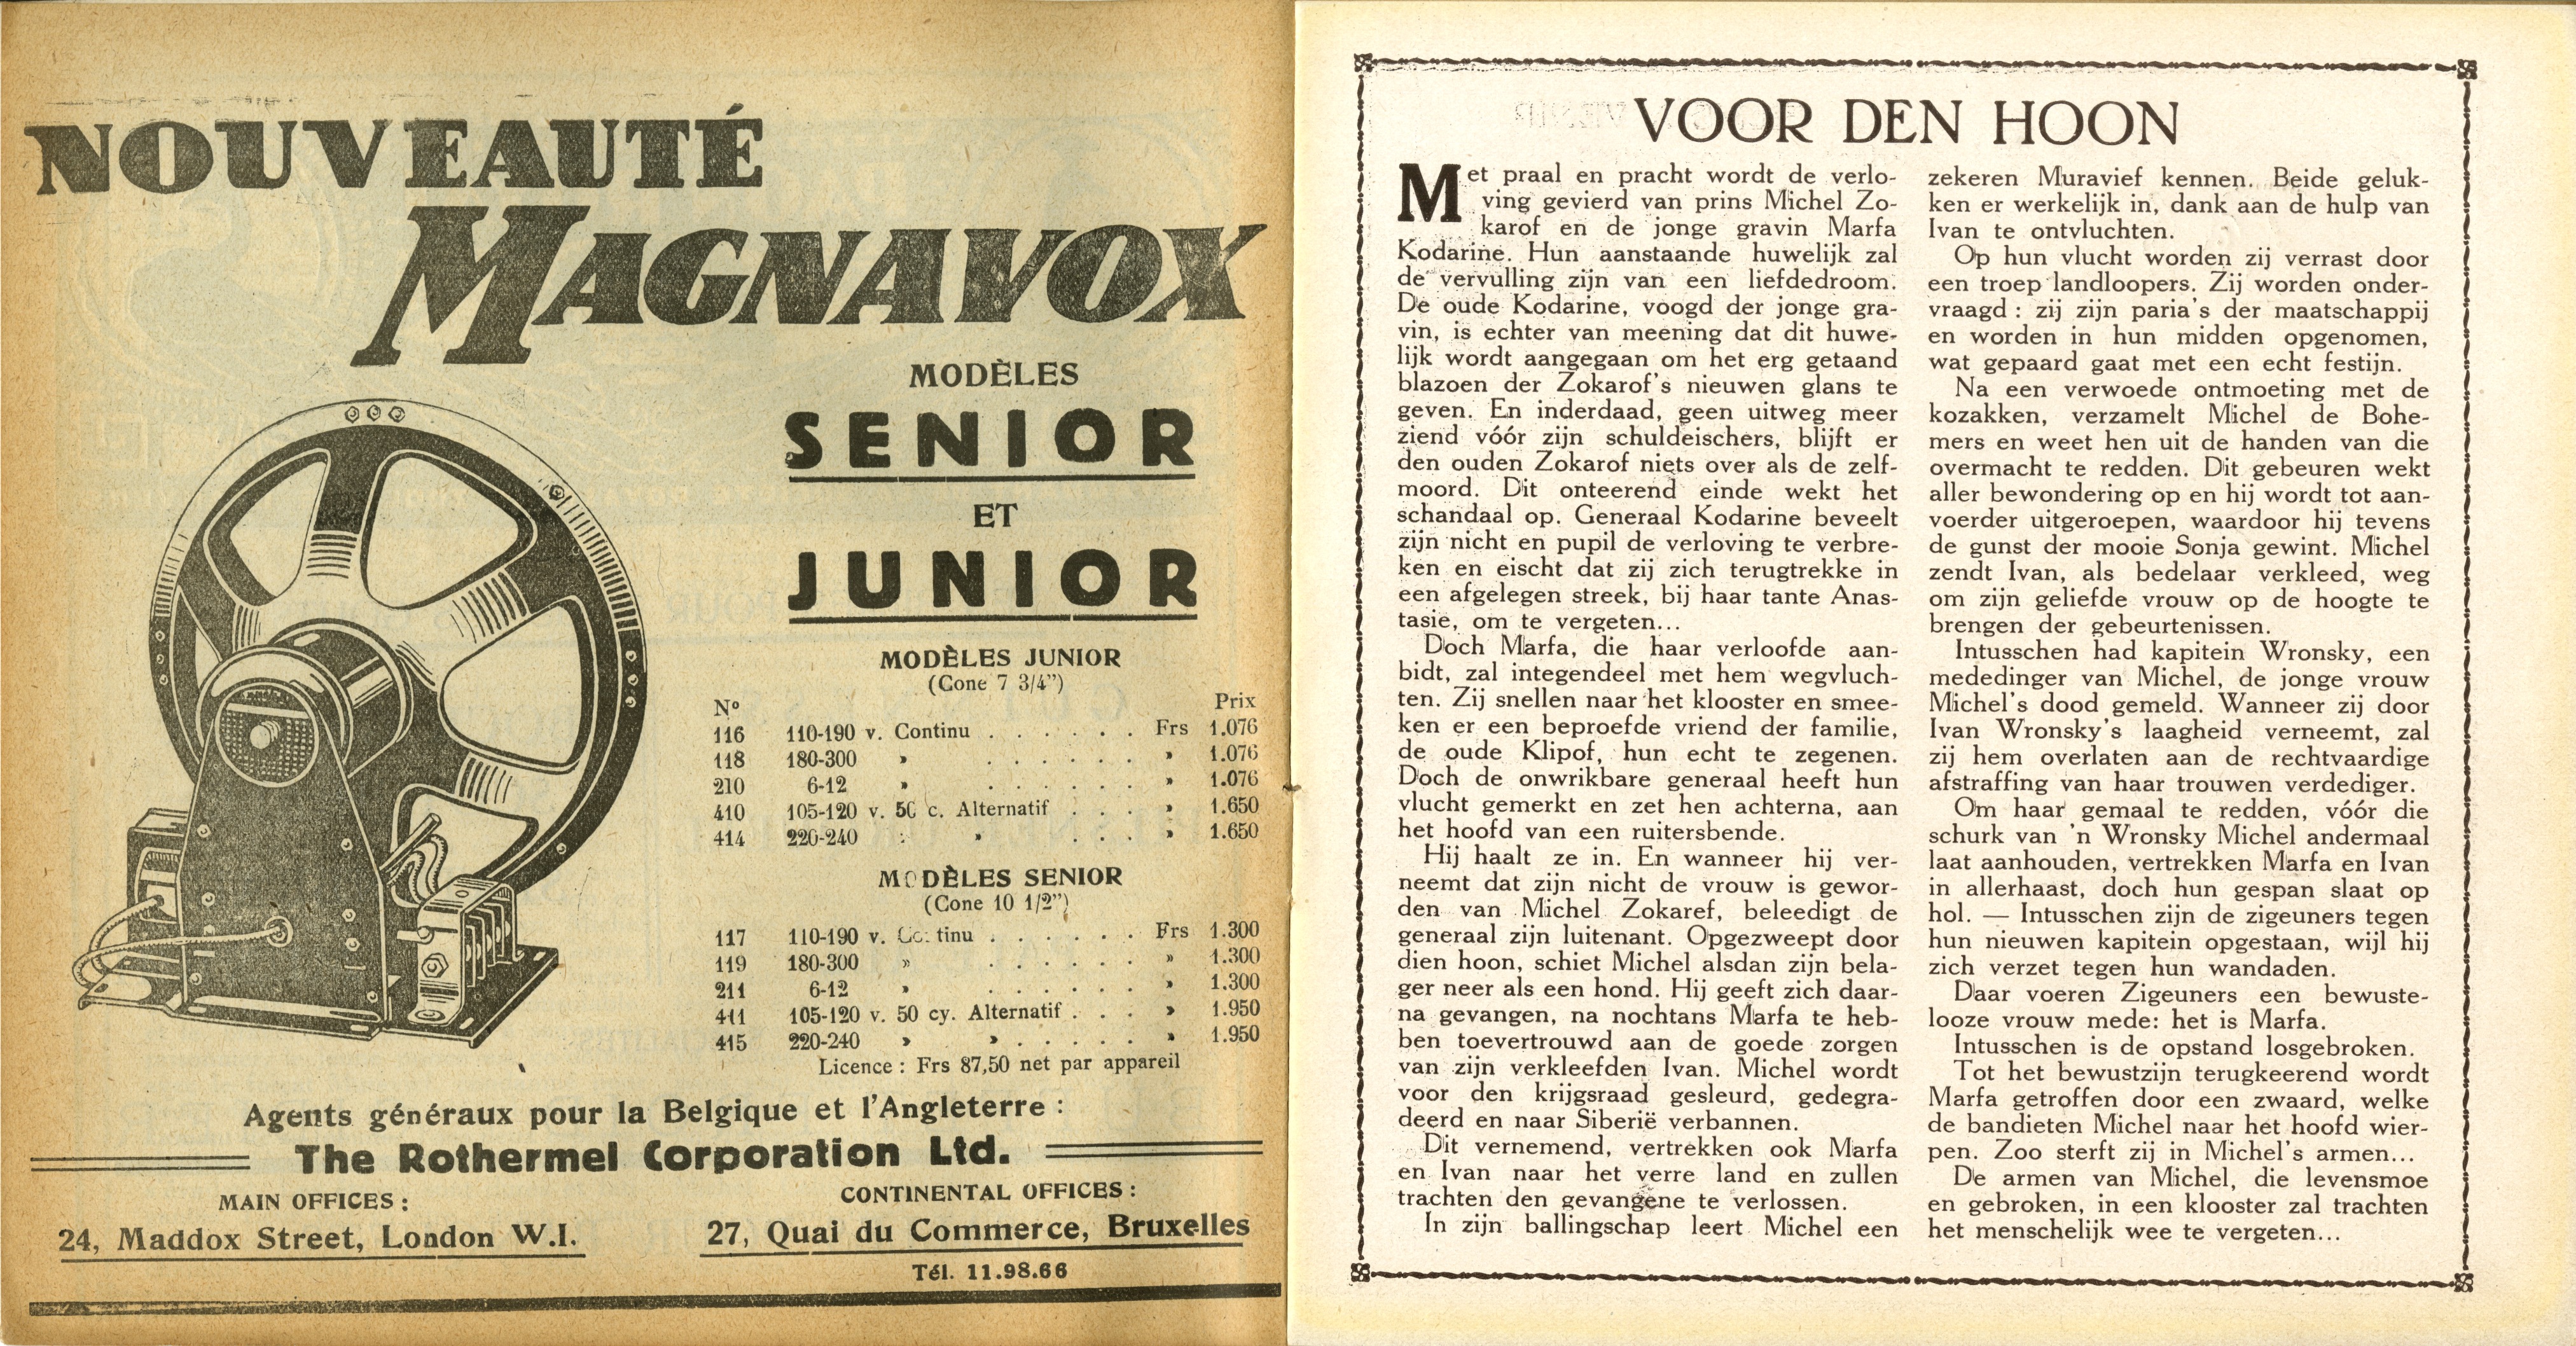 NOUVEAUTÉ
MAGNAVOX
MODÈLES
SENIOR
ET
JUNIOR
MODÈLES JUNIOR
(Cone 7 3/4")
Nº Prix
116 110-190 v. Continu . . . . . . Frs 1.076
118 180-300 » . . . . . . » 1.076
210 6-12 » . . . . . . » 1.076
410 105-120 v. 50 c. Alternatif . . . » 1.650
414 220-240 : » . . . » 1.650
MODÈLES SENIOR
(Cone 10 1/2")
117 110-190 v. Continu . . . . . . Frs 1.300
119 180-300 » . . . . . . » 1.300
211 6-12 » . . . . . . » 1.300
411 105-120 v. 50 cy. Alternatif . . . » 1.950
415 220-240 » » . . . . » 1.950
Licence : Frs 87,50 net par appareil
Agents généraux pour la Belgique et l'Angleterre :
The Rothermel Corporation Ltd.
MAIN OFFICES :
24, Maddox Street, London W.I.
CONTINENTAL OFFICES :
27, Quai du Commerce, Bruxelles
Tél. 11.98.66
VOOR DEN HOON
Met praal en pracht wordt de verlo-
ving gevierd van prins Michel Zo-
karof en de jonge gravin Marfa
Kodarine. Hun aanstaande huwelijk zal
de vervulling zijn van een liefdedroom.
De oude Kodarine, voogd der jonge gra-
vin, is echter van meening dat dit huwe-
lijk wordt aangegaan om het erg getaand
blazoen der Zokarof's nieuwen glans te
geven. En inderdaad, geen uitweg meer
ziend vóór zijn schuldeischers, blijft er
den ouden Zokarof niets over als de zelf-
moord. Dit onteerend einde wekt het
schandaal op. Generaal Kodarine beveelt
zijn nicht en pupil de verloving te verbre-
ken en eischt dat zij zich terugtrekke in
een afgelegen streek, bij haar tante Anas-
tasie, om te vergeten...
Doch Marfa, die haar verloofde aan-
bidt, zal integendeel met hem wegvluch-
ten. Zij snellen naar het klooster en smee-
ken er een beproefde vriend der familie,
de oude Klipof, hun echt te zegenen.
Doch de onwrikbare generaal heeft hun
vlucht gemerkt en zet hen achterna, aan
het hoofd van een ruitersbende.
Hij haalt ze in. En wanneer hij ver-
neemt dat zijn nicht de vrouw is gewor-
den van Michel Zokaref, beleedigt de
generaal zijn luitenant. Opgezweept door
dien hoon, schiet Michel alsdan zijn bela-
ger neer als een hond. Hij geeft zich daar-
na gevangen, na nochtans Marfa te heb-
ben toevertrouwd aan de goede zorgen
van zijn verkleefden Ivan. Michel wordt
voor den krijgsraad gesleurd, gedegra-
deerd en naar Siberië verbannen.
Dit vernemend, vertrekken ook Marfa
en Ivan naar het verre land en zullen
trachten den gevangene te verlossen.
In zijn ballingschap leert Michel een
zekeren Muravief kennen. Beide geluk-
ken er werkelijk in, dank aan de hulp van
Ivan te ontvluchten.
Op hun vlucht worden zij verrast door
een troep landloopers. Zij worden onder-
vraagd : zij zijn paria's der maatschappij
en worden in hun midden opgenomen,
wat gepaard gaat met een echt festijn.
Na een verwoede ontmoeting met de
kozakken, verzamelt Michel de Bohe-
mers en weet hen uit de handen van die
overmacht te redden. Dit gebeuren wekt
aller bewondering op en hij wordt tot aan-
voerder uitgeroepen, waardoor hij tevens
de gunst der mooie Sonja gewint. Michel
zendt Ivan, als bedelaar verkleed, weg
om zijn geliefde vrouw op de hoogte te
brengen der gebeurtenissen.
Intusschen had kapitein Wronsky, een
mededinger van Michel, de jonge vrouw
Michel's dood gemeld. Wanneer zij door
Ivan Wronsky's laagheid verneemt, zal
zij hem overlaten aan de rechtvaardige
afstraffing van haar trouwen verdediger.
Om haar gemaal te redden, vóór die
schurk van 'n Wronsky Michel andermaal
laat aanhouden, vertrekken Marfa en Ivan
in allerhaast, doch hun gespan slaat op
hol. — Intusschen zijn de zigeuners tegen
hun nieuwen kapitein opgestaan, wijl hij
zich verzet tegen hun wandaden.
Daar voeren Zigeuners een bewuste-
looze vrouw mede: het is Marfa.
Intusschen is de opstand losgebroken.
Tot het bewustzijn terugkeerend wordt
Marfa getroffen door een zwaard, welke
de bandieten Michel naar het hoofd wier-
pen. Zoo sterft zij in Michel's armen...
De armen van Michel, die levensmoe
en gebroken, in een klooster zal trachten
het menschelijk wee te vergeten...